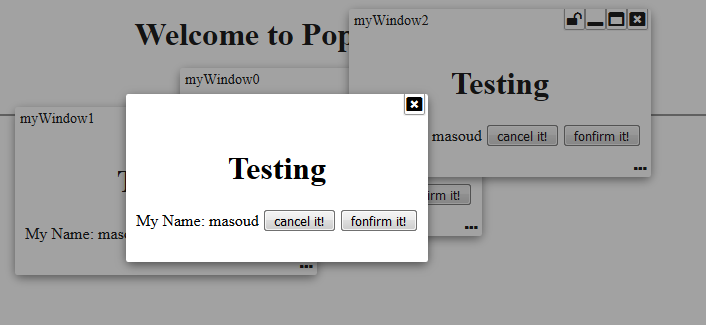 Welcome to Pop
myWindow2
Testing
masoud cancel it! fonfirm it!
myWindow0
irm it!
myWindow1
T
My Name: maso
Testing
My Name: masoud cancel it! fonfirm it!